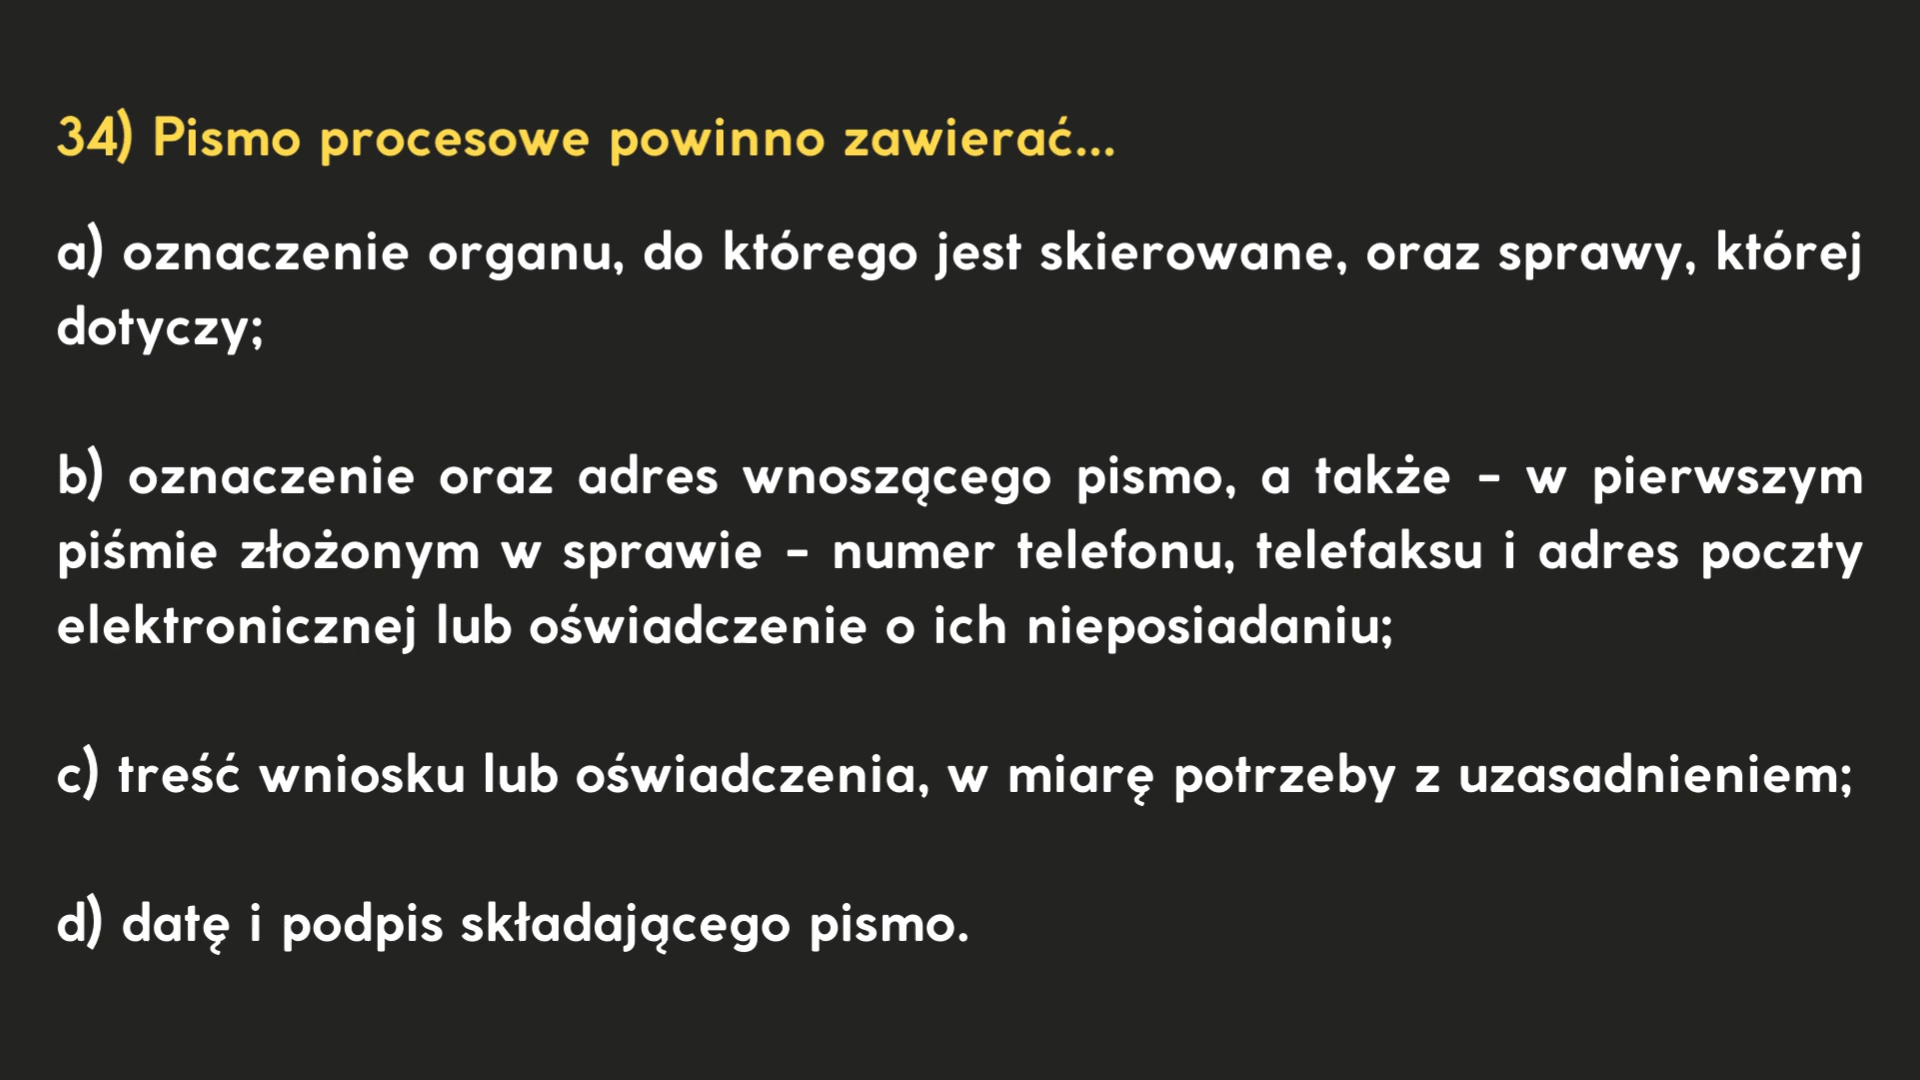 34) Pismo procesowe powinno zawierać...
a) oznaczenie organu, do którego jest skierowane, oraz sprawy, której
dotyczy;
b) oznaczenie oraz adres wnoszącego pismo, a także - w pierwszym
piśmie złożonym w sprawie - numer telefonu, telefaksu i adres poczty
elektronicznej lub oświadczenie o ich nieposiadaniu;
c) treść wniosku lub oświadczenia, w miarę potrzeby z uzasadnieniem;
d) datę i podpis składającego pismo.